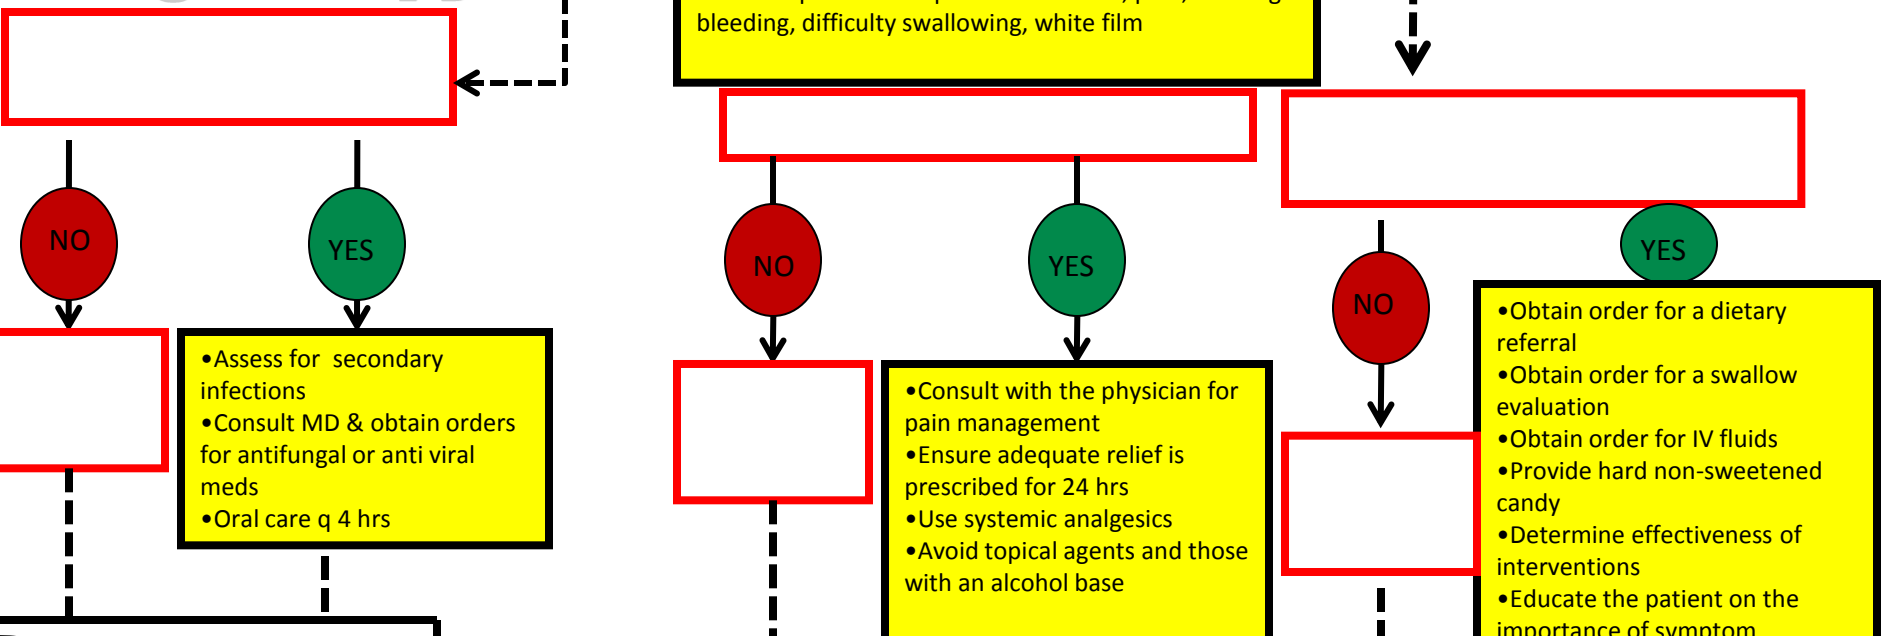 bleeding, difficulty swallowing, white film
NO
YES
•Assess for secondary
infections
•Consult MD & obtain orders
for antifungal or anti viral
meds
•Oral care q 4 hrs
NO
YES
•Consult with the physician for
pain management
•Ensure adequate relief is
prescribed for 24 hrs
•Use systemic analgesics
•Avoid topical agents and those
with an alcohol base
NO
YES
•Obtain order for a dietary
referral
•Obtain order for a swallow
evaluation
•Obtain order for IV fluids
•Provide hard non-sweetened
candy
•Determine effectiveness of
interventions
•Educate the patient on the
importance of symptom